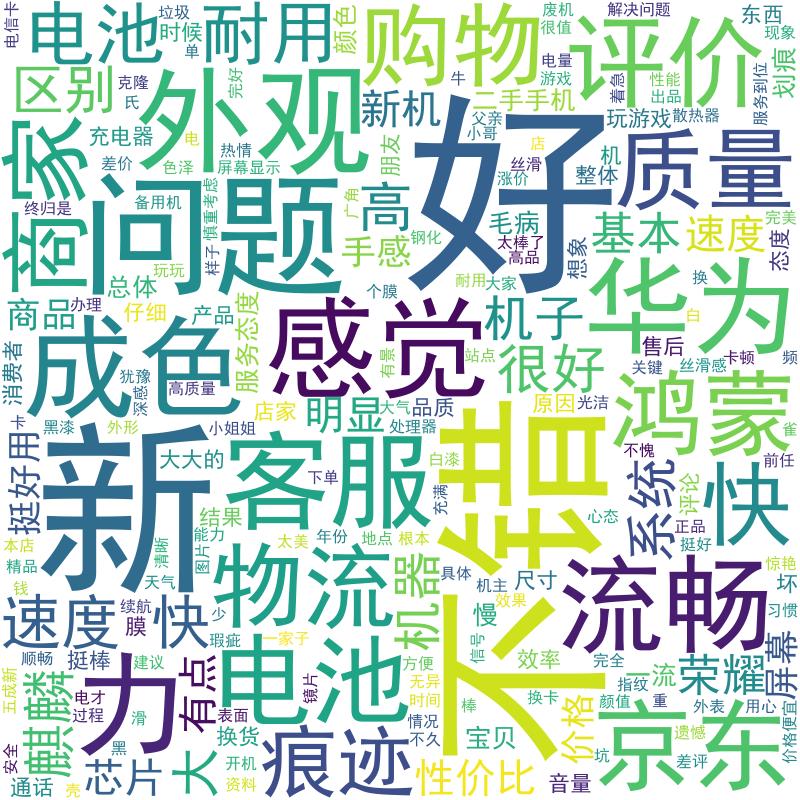 电信卡
电池
垃圾
时候
单
耐用
颜色
购物
评价
废机
很值
解决问题
东西
现象
区别
克隆
氏
完好
外观
新机
牛
二手手机
电量
游戏
着急
性能
出品
服务到位
划痕
商家
充电器
电
差价
热情
色泽
屏幕显示
朋友
父亲
小哥
好
店
丝滑
涨价
玩游戏
散热器
机
整体
质量
终归是
备用机
问题
样子
慎重考虑
广角
高
手感
钢化
毛病
太棒了
高品
想象
基本
速度
完美
态度
玩玩
总体
办理
商品
仔细
产品
服务态度
个膜
耐用
大家
机子
华为
换
白
感觉
有景
站点
很好
售后
关键
卡顿
丝滑感
频
消费者
成色
犹豫
深感
高质量
店家
明显
大气
品质
处理器
原因
光洁
鸿蒙
雀
黑漆
外形
小姐姐
挺好用
新
大大的
客服
下单
白漆
充满
不错
不愧
系统
评论
前任
快
正品
挺好
心态
本店
精品
钱
天气
清晰
结果
能力
图片
太美
年份
地点
根本
物流
机器
具体
机主
尺寸
慢
效果
信号
流畅
惊艳
坏
习惯
速度
续航
膜
快
少
瑕疵
一家子
电池
方便
无异
时间
效率
完全
一流
荣耀
屏幕
顺畅
挺棒
建议
力
有点
五成新
麒麟
电才
过程
滑
表面
镜片
情况
不久
棒
换卡
指纹
颜值
重
外表
用心
价格便宜
安全
通话
壳
芯片
黑
大
换货
开机
资料
痕迹
性价比
宝贝
价格
音量
坑
京东
遗憾
差评